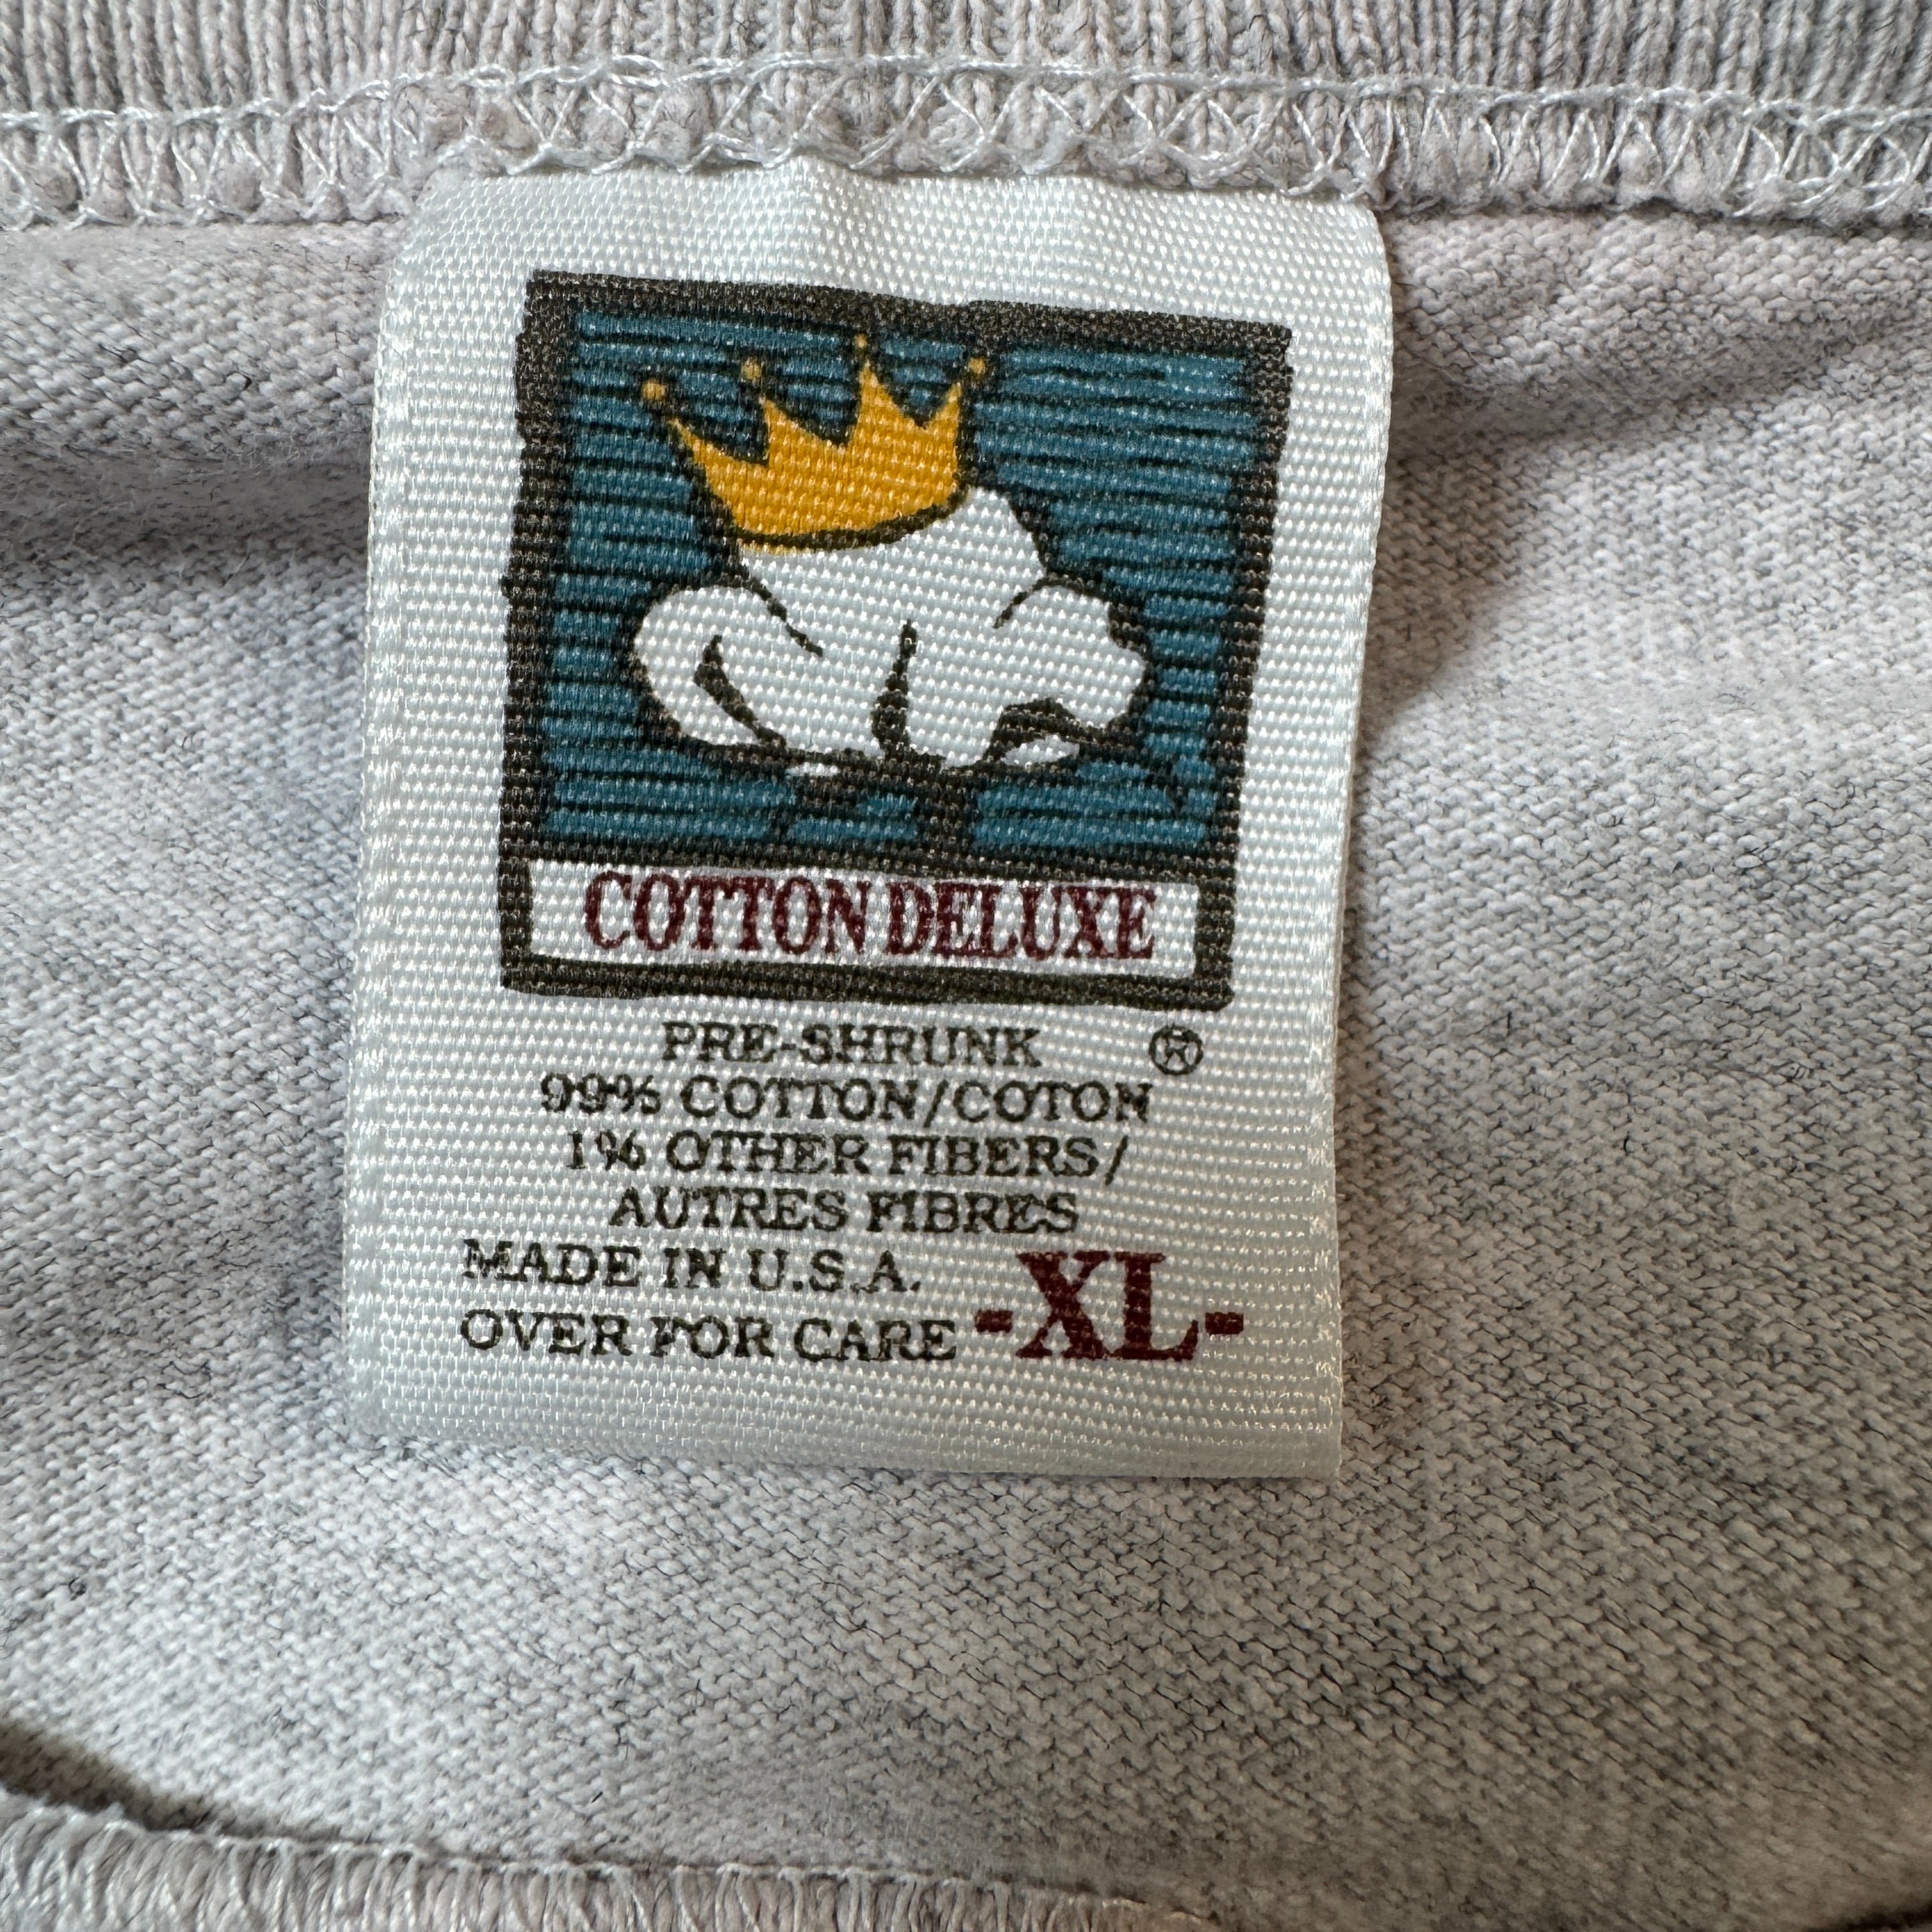 COTTON DELUXE
PRE-SHRUNK ®
99% COTTON/COTON
1% OTHER FIBERS/
AUTRES FIBRES
MADE IN U.S.A.
OVER FOR CARE -XL-